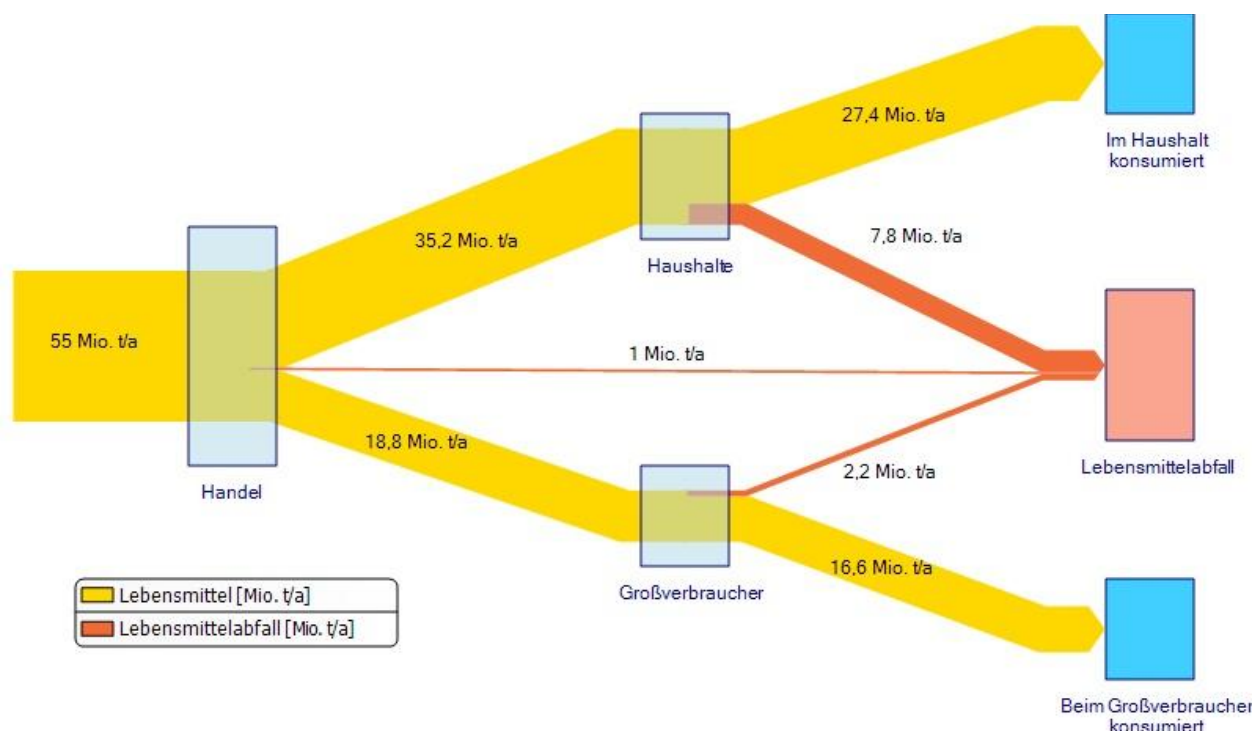 27,4 Mio. t/a
Im Haushalt
konsumiert
35,2 Mio. t/a
7,8 Mio. t/a
Haushalte
55 Mio. t/a
1 Mio. t/a
18,8 Mio. t/a
2,2 Mio. t/a
Lebensmittelabfall
Handel
16,6 Mio. t/a
Großverbraucher
Lebensmittel [Mio. t/a]
Lebensmittelabfall [Mio. t/a]
Beim Großverbraucher
konsumiert